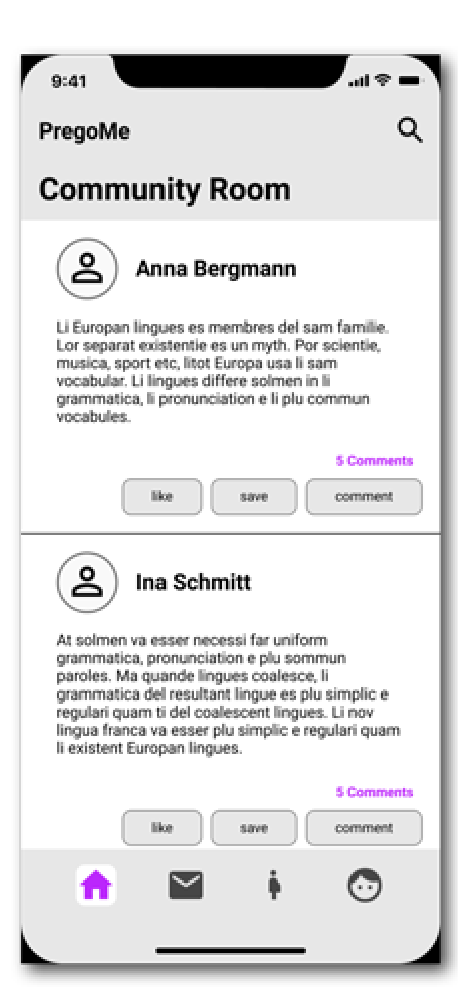 9:41
PregoMe
Community Room
Anna Bergmann
Li Europan lingues es membres del sam familie.
Lor separat existentie es un myth. Por scientie,
musica, sport etc, litot Europa usa li sam
vocabular. Li lingues differe solmen in li
grammatica, li pronunciation e li plu commun
vocabules.
5 Comments
like save comment
Ina Schmitt
At solmen va esser necessi far uniform
grammatica, pronunciation e plu sommun
paroles. Ma quande lingues coalesce, li
grammatica del resultant lingue es plu simplic e
regulari quam ti del coalescent lingues. Li nov
lingua franca va esser plu simplic e regulari quam
li existent Europan lingues.
5 Comments
like save comment